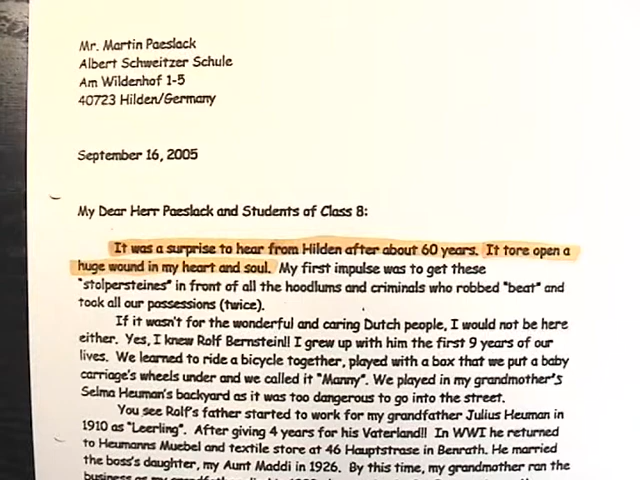 Mr. Martin Paeslack
Albert Schweitzer Schule
Am Wildenhof 1-5
40723 Hilden/Germany
September 16, 2005
My Dear Herr Paeslack and Students of Class 8:
It was a surprise to hear from Hilden after about 60 years. It tore open a
huge wound in my heart and soul. My first impulse was to get these
"stolpersteines" in front of all the hoodlums and criminals who robbed "beat" and
took all our possessions (twice).
If it wasn't for the wonderful and caring Dutch people, I would not be here
either. Yes, I knew Rolf Bernstein!! I grew up with him the first 9 years of our
lives. We learned to ride a bicycle together, played with a box that we put a baby
carriage's wheels under and we called it "Manny". We played in my grandmother's
Selma Heuman's backyard as it was too dangerous to go into the street.
You see Rolf's father started to work for my grandfather Julius Heuman in
1910 as "Leerling". After giving 4 years for his Vaterland!! In WWI he returned
to Heumanns Muebel and textile store at 46 Hauptstrase in Benrath. He married
the boss's daughter, my Aunt Maddi in 1926. By this time, my grandmother ran the